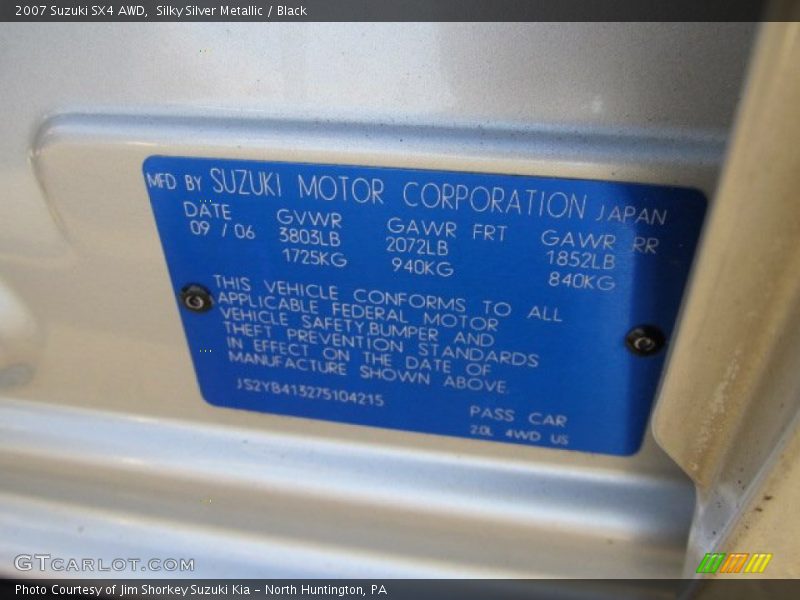 2007 Suzuki SX4 AWD, Silky Silver Metallic / Black
MFD BY SUZUKI MOTOR CORPORATION JAPAN
DATE GVWR GAWR FRT GAWR RR
09 / 06 3803LB 2072LB 1852LB
1725KG 940KG 840KG
THIS VEHICLE CONFORMS TO ALL
APPLICABLE FEDERAL MOTOR
VEHICLE SAFETY,BUMPER AND
THEFT PREVENTION STANDARDS
IN EFFECT ON THE DATE OF
MANUFACTURE SHOWN ABOVE.
JS2YB413275104215
PASS CAR
2.0L 4WD US
GTCARLOT.COM
Photo Courtesy of Jim Shorkey Suzuki Kia - North Huntington, PA